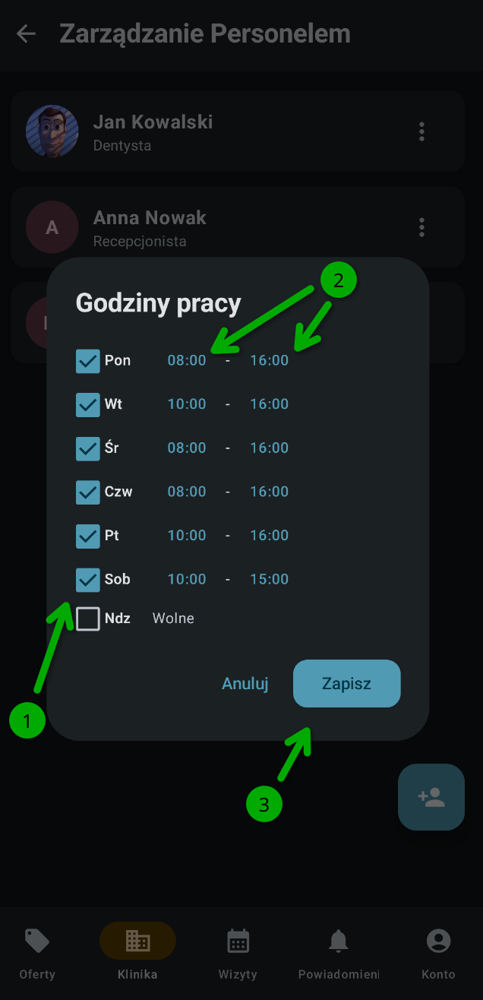 Zarządzanie Personelem
Jan Kowalski
Dentysta
A
Anna Nowak
Recepcjonista
2
Godziny pracy
Pon 08:00 - 16:00
Wt 10:00 - 16:00
Śr 08:00 - 16:00
Czw 08:00 - 16:00
Pt 10:00 - 16:00
Sob 10:00 - 15:00
Ndz Wolne
Anuluj Zapisz
1
3
Oferty Klinika Wizyty Powiadomieni Konto